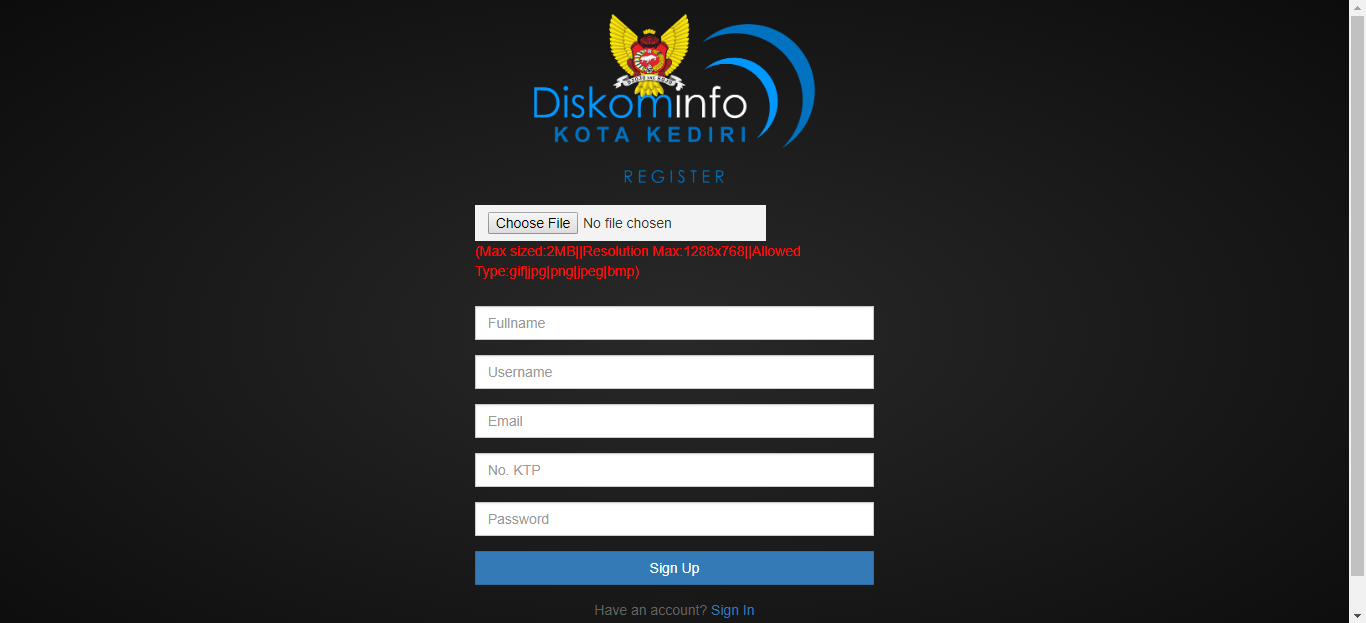 Diskominfo
KOTA KEDIRI
REGISTER
Choose File No file chosen
(Max sized:2MB||Resolution Max:1288x768||Allowed
Type:gif|jpg|png|jpeg|bmp)
Fullname
Username
Email
No. KTP
Password
Sign Up
Have an account? Sign In